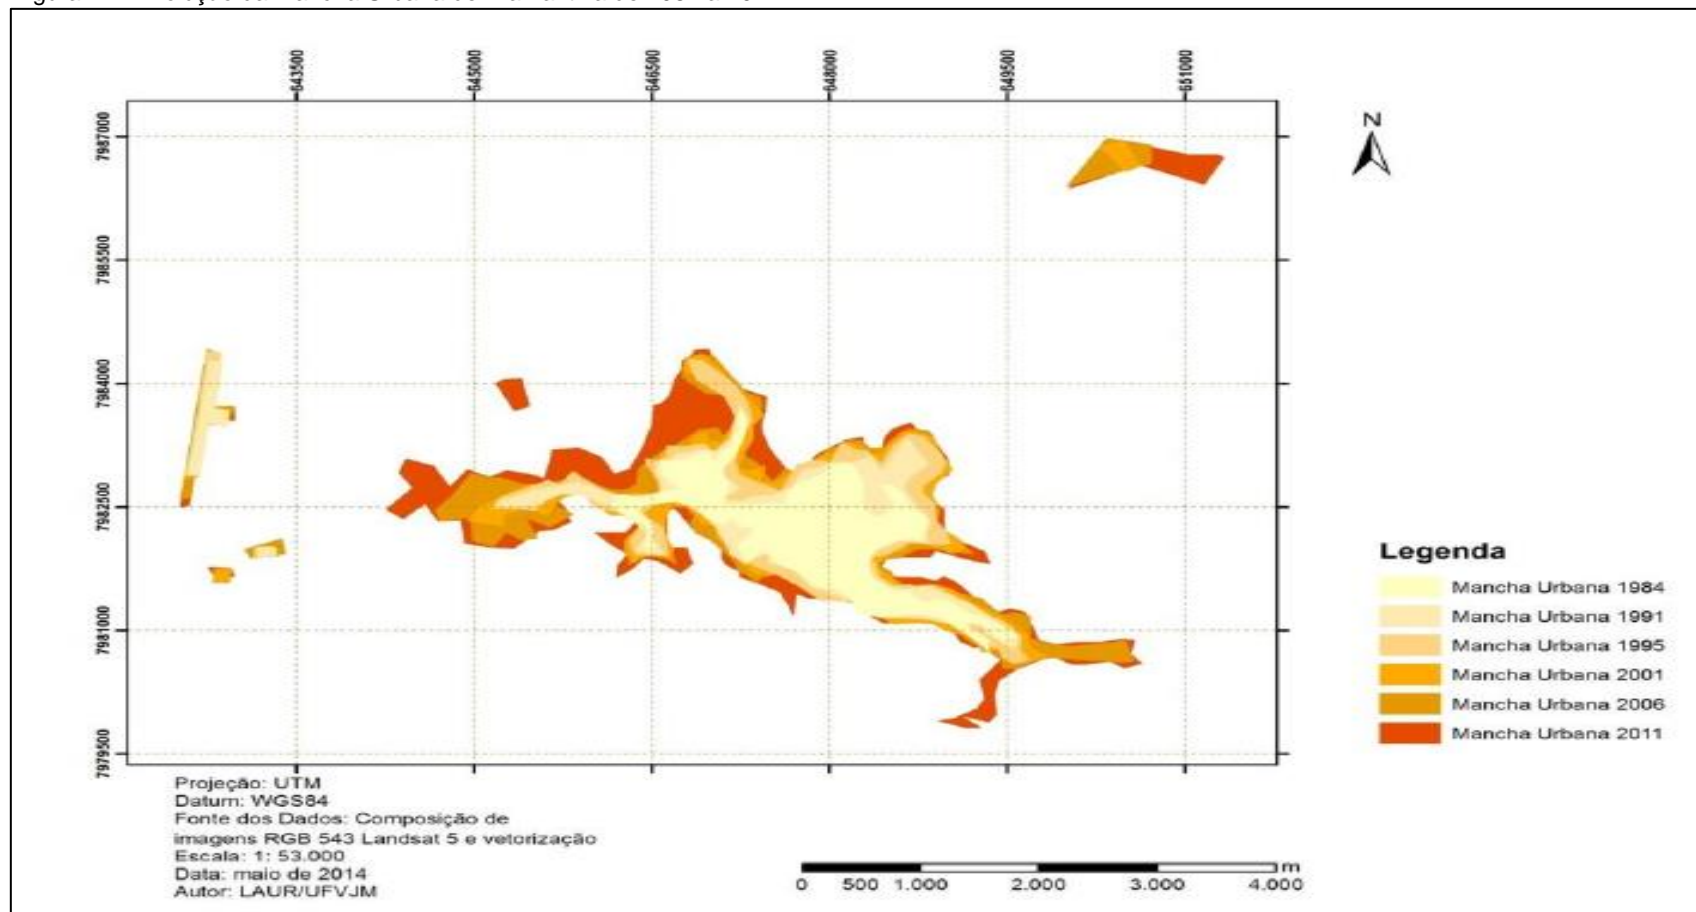 643500
645000
646500
648000
649500
651000
7987000
7985500
7984000
7982500
7981000
7979500
N
Legenda
Mancha Urbana 1984
Mancha Urbana 1991
Mancha Urbana 1995
Mancha Urbana 2001
Mancha Urbana 2006
Mancha Urbana 2011
Projeção: UTM
Datum: WGS84
Fonte dos Dados: Composição de
imagens RGB 543 Landsat 5 e vetorização
Escala: 1: 53.000
Data: maio de 2014
Autor: LAUR/UFVJM
m
0 500 1.000 2.000 3.000 4.000